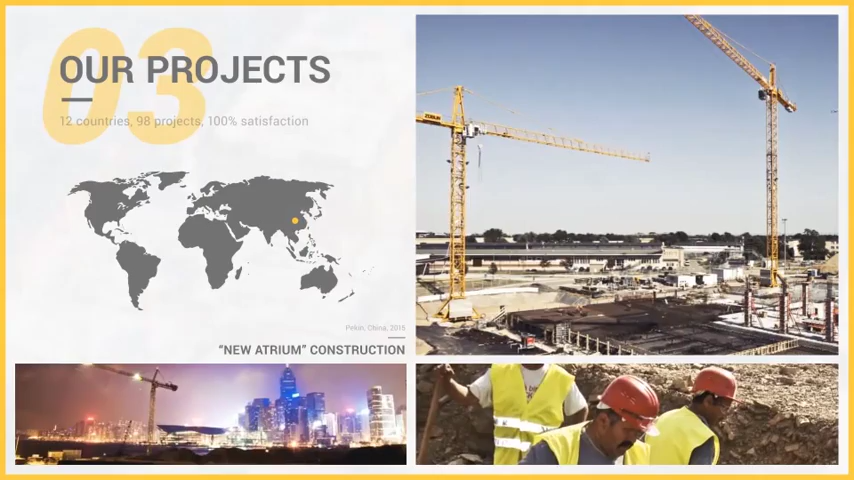 03
OUR PROJECTS
12 countries, 98 projects, 100% satisfaction
Pekin, China, 2015
“NEW ATRIUM” CONSTRUCTION